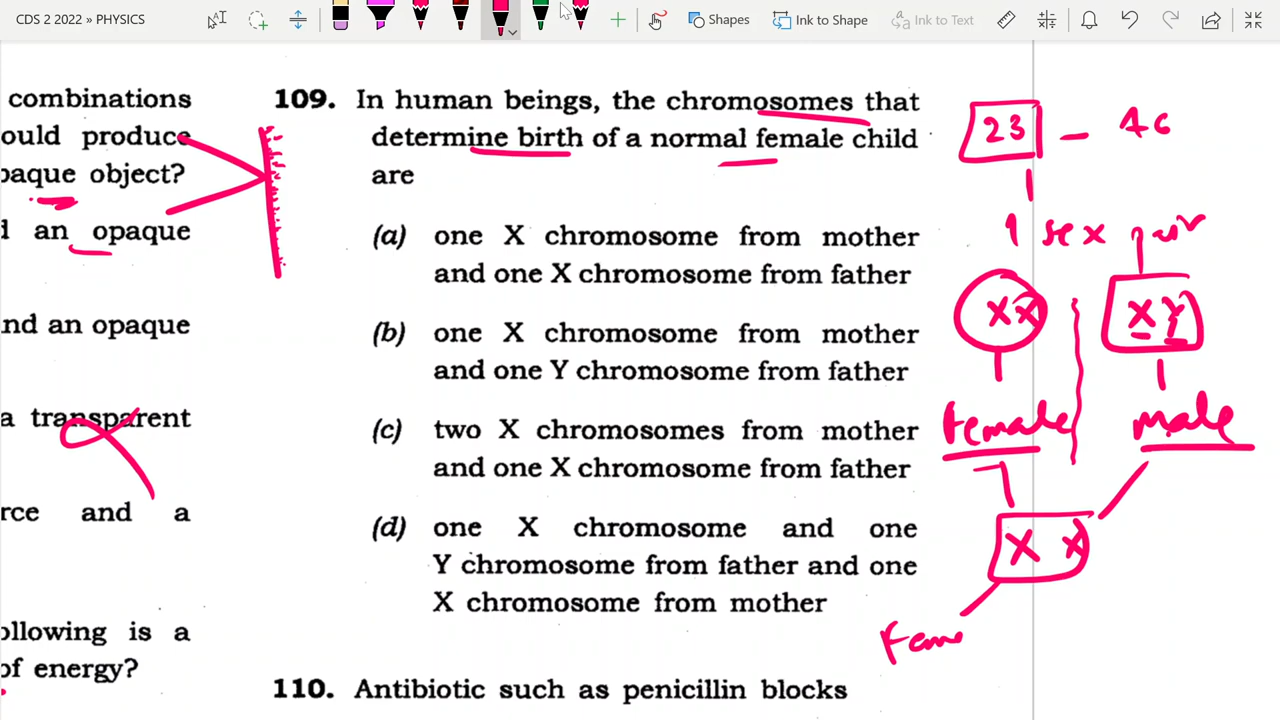 CDS 2 2022 » PHYSICS
Shapes
Ink to Shape
Ink to Text
combinations
ould produce
paque object?
d an opaque
nd an opaque
a transparent
rce and a
ollowing is a
of energy?
109. In human beings, the chromosomes that
determine birth of a normal female child
are
(a) one X chromosome from mother
and one X chromosome from father
(b) one X chromosome from mother
and one Y chromosome from father
(c) two X chromosomes from mother
and one X chromosome from father
(d) one X chromosome and one
Y chromosome from father and one
X chromosome from mother
110. Antibiotic such as penicillin blocks
23 - 46
1 sex pair
XX XY
female male
X X
fem